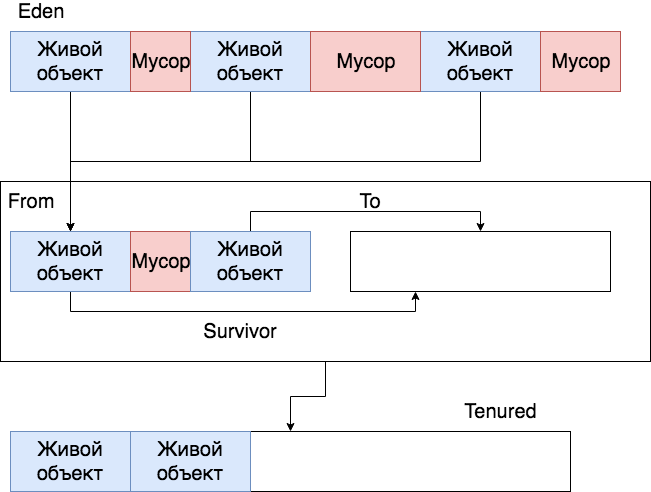 Eden
Живой
объект
Мусор
Живой
объект
Мусор
Живой
объект
Мусор
From
To
Живой
объект
Мусор
Живой
объект
Survivor
Tenured
Живой
объект
Живой
объект